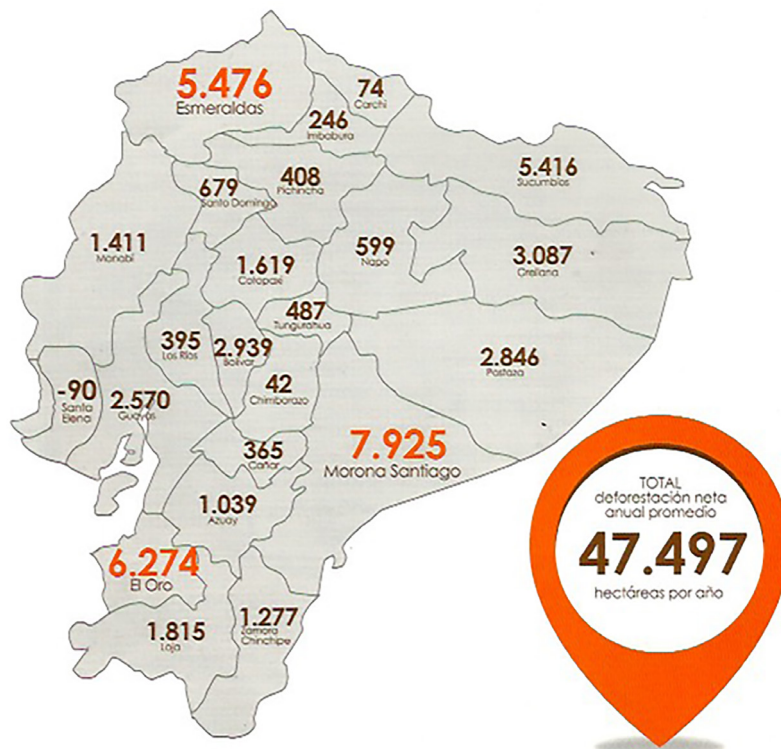 5.476
Esmeraldas
74
Carchi
246
Imbabura
5.416
Sucumbíos
679
Santo Domingo
408
Pichincha
1.411
Manabí
599
Napo
3.087
Orellana
1.619
Cotopaxi
487
Tungurahua
395
Los Ríos
2.939
Bolívar
2.846
Pastaza
-90
Santa
Elena
2.570
Guayas
42
Chimborazo
7.925
Morona Santiago
365
Cañar
1.039
Azuay
6.274
El Oro
1.815
Loja
1.277
Zamora
Chinchipe
TOTAL
deforestación neta
anual promedio
47.497
hectáreas por año